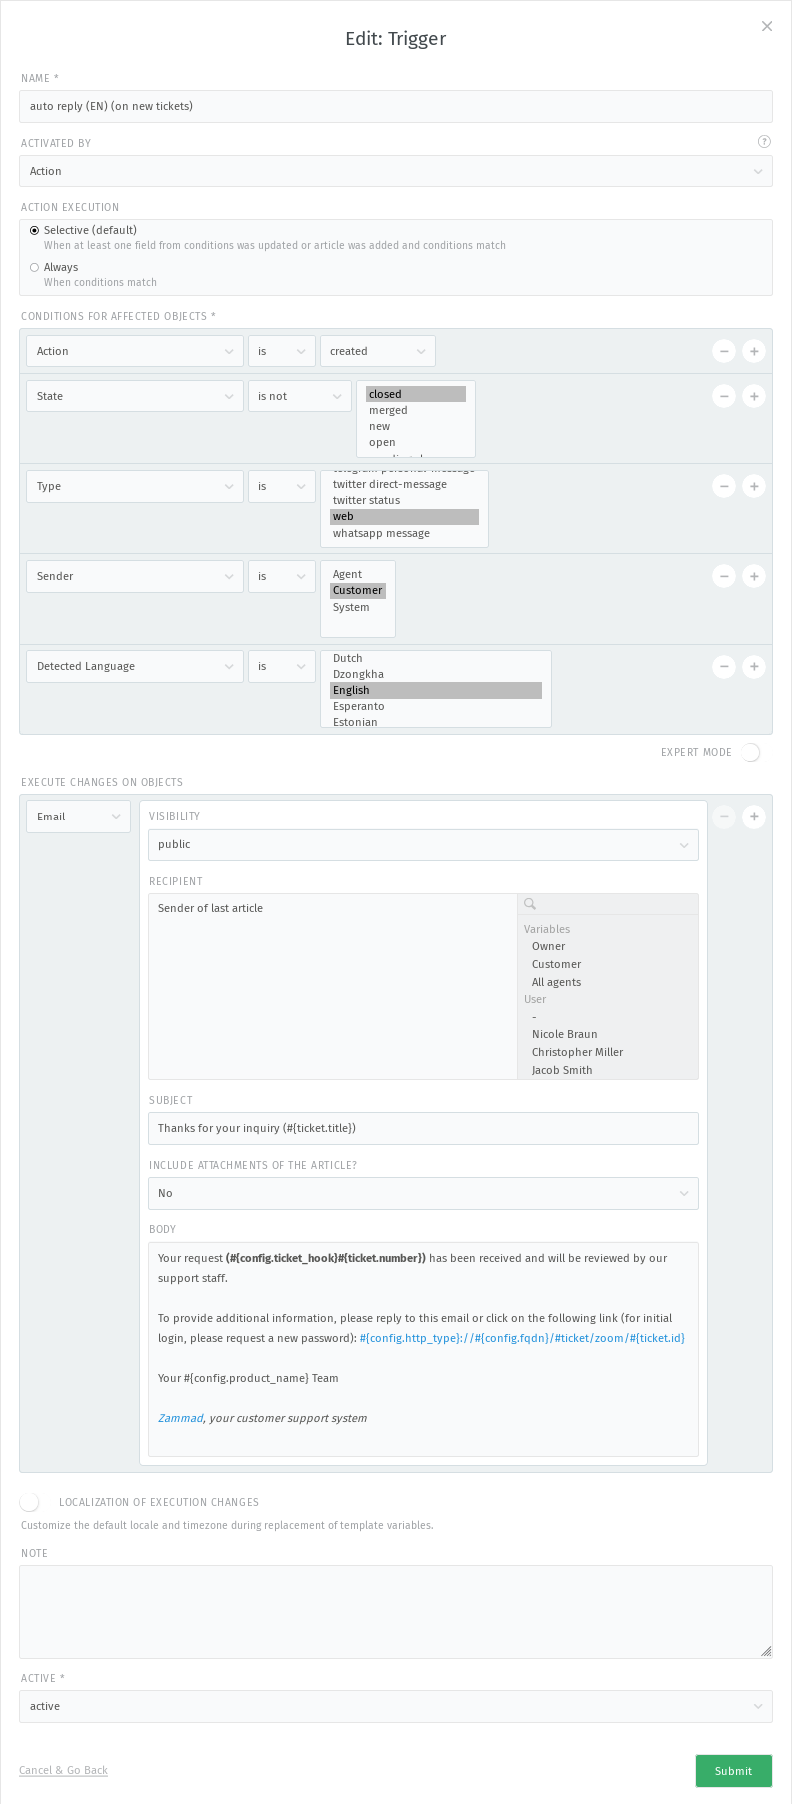 Edit: Trigger
NAME *
auto reply (EN) (on new tickets)
ACTIVATED BY
?
Action
ACTION EXECUTION
Selective (default)
When at least one field from conditions was updated or article was added and conditions match
Always
When conditions match
CONDITIONS FOR AFFECTED OBJECTS *
Action is created
State is not closed
merged
new
open
Type is
twitter direct-message
twitter status
web
whatsapp message
Sender is Agent
Customer
System
Detected Language is Dutch
Dzongkha
English
Esperanto
Estonian
EXPERT MODE
EXECUTE CHANGES ON OBJECTS
Email
VISIBILITY
public
RECIPIENT
Sender of last article
Variables
Owner
Customer
All agents
User
-
Nicole Braun
Christopher Miller
Jacob Smith
SUBJECT
Thanks for your inquiry (#{ticket.title})
INCLUDE ATTACHMENTS OF THE ARTICLE?
No
BODY
Your request (#{config.ticket_hook}#{ticket.number}) has been received and will be reviewed by our
support staff.
To provide additional information, please reply to this email or click on the following link (for initial
login, please request a new password): #{config.http_type}://#{config.fqdn}/#ticket/zoom/#{ticket.id}
Your #{config.product_name} Team
Zammad, your customer support system
LOCALIZATION OF EXECUTION CHANGES
Customize the default locale and timezone during replacement of template variables.
NOTE
ACTIVE *
active
Cancel & Go Back
Submit